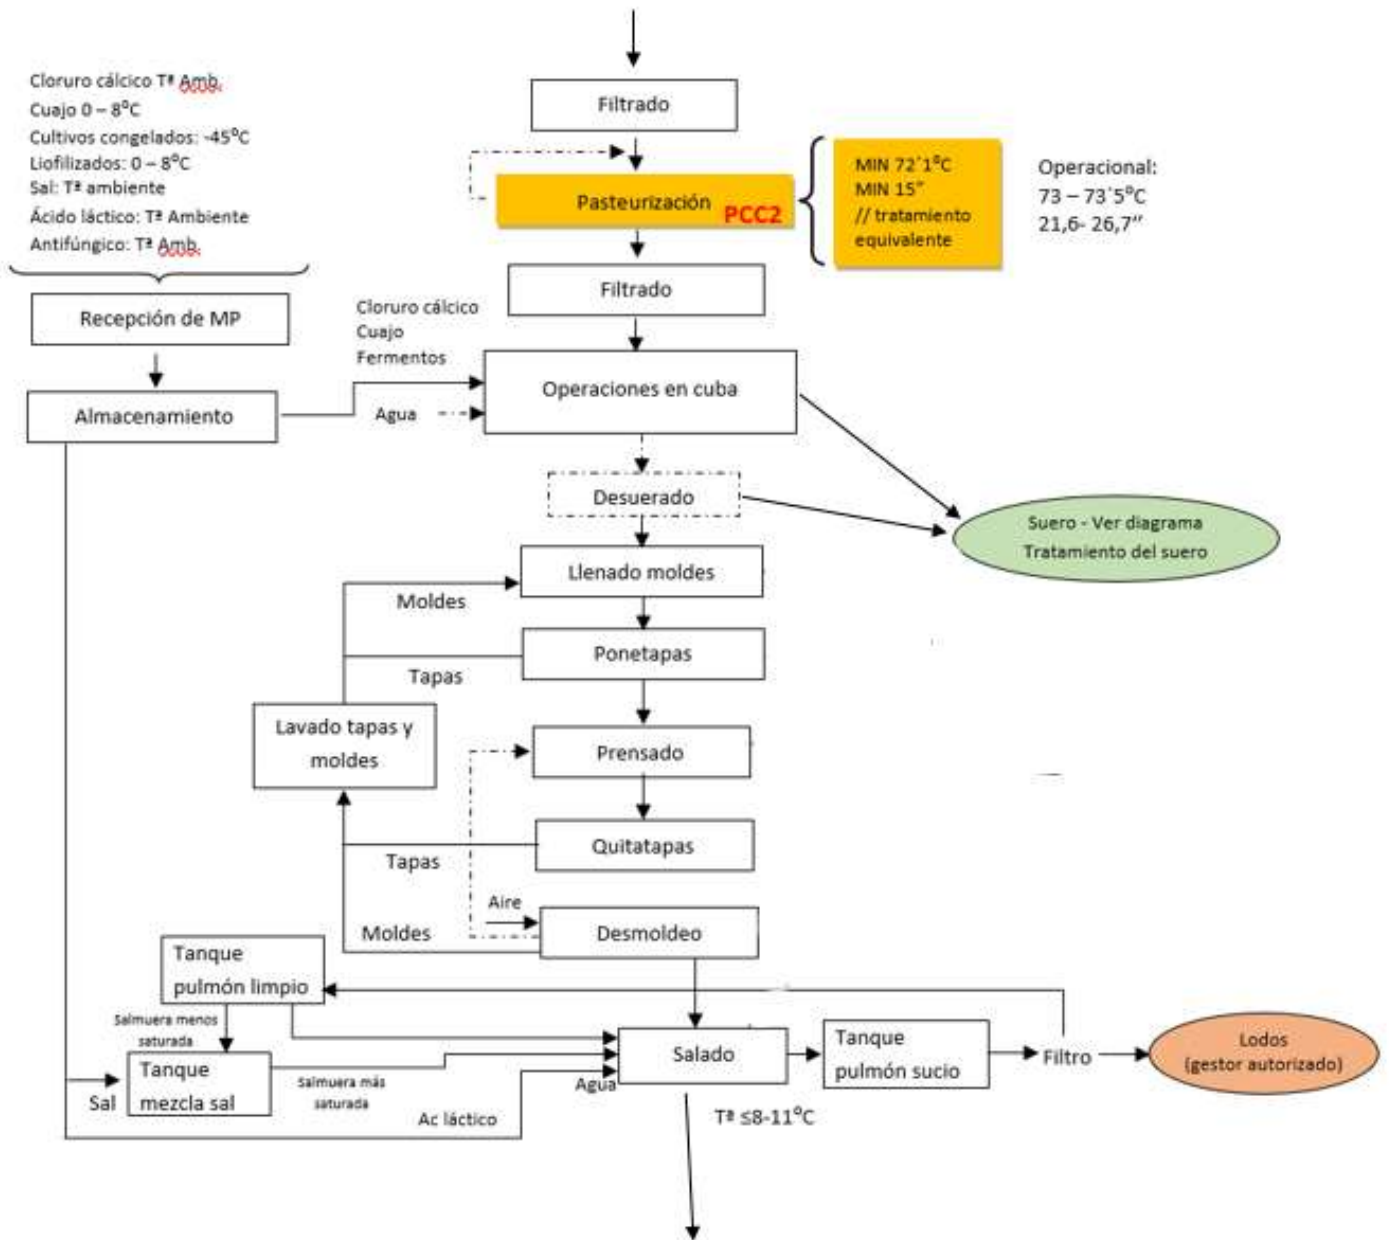 Cloruro cálcico Tª Amb.
Cuajo 0 – 8ºC
Cultivos congelados: -45ºC
Liofilizados: 0 – 8ºC
Sal: Tª ambiente
Ácido láctico: Tª Ambiente
Antifúngico: Tª Amb.
Recepción de MP
Almacenamiento
Filtrado
Pasteurización PCC2
MIN 72´1ºC
MIN 15”
// tratamiento
equivalente
Operacional:
73 – 73´5ºC
21,6- 26,7”
Filtrado
Cloruro cálcico
Cuajo
Fermentos
Agua
Operaciones en cuba
Desuerado
Suero - Ver diagrama
Tratamiento del suero
Llenado moldes
Moldes
Ponetapas
Tapas
Lavado tapas y
moldes
Prensado
Quitatapas
Tapas
Aire
Desmoldeo
Moldes
Tanque
pulmón limpio
Salmuera menos
saturada
Tanque
mezcla sal
Sal
Salmuera más
saturada
Ac láctico
Agua
Salado
Tª ≤8-11ºC
Tanque
pulmón sucio
Filtro
Lodos
(gestor autorizado)